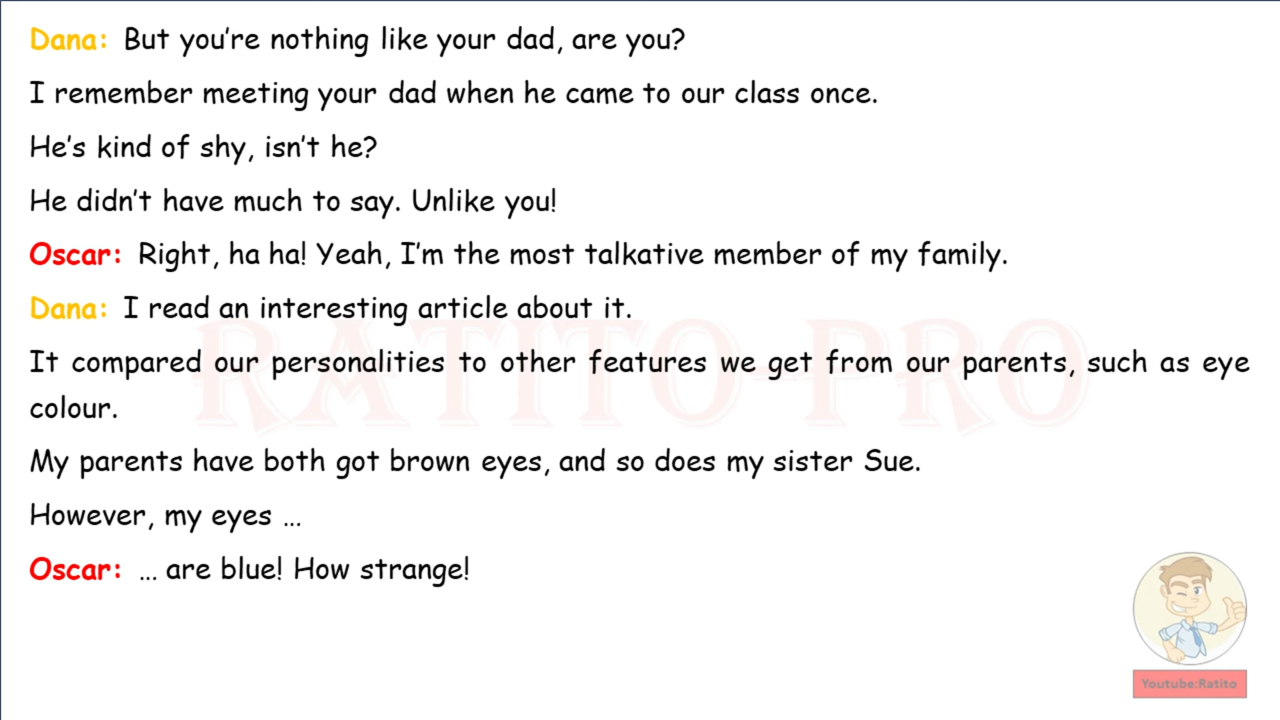 Dana: But you're nothing like your dad, are you?
I remember meeting your dad when he came to our class once.
He's kind of shy, isn't he?
He didn't have much to say. Unlike you!
Oscar: Right, ha ha! Yeah, I'm the most talkative member of my family.
Dana: I read an interesting article about it.
RATITO-PRO
It compared our personalities to other features we get from our parents, such as eye
colour.
My parents have both got brown eyes, and so does my sister Sue.
However, my eyes ...
Oscar: ... are blue! How strange!
Youtube:Ratito